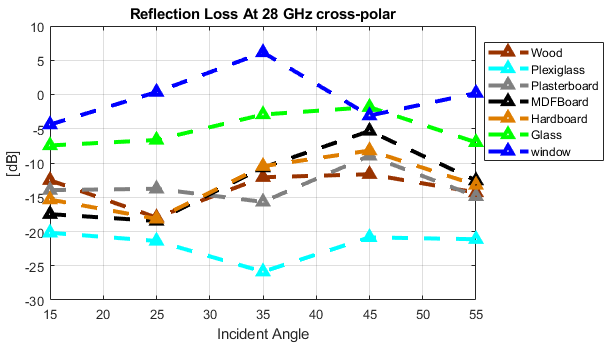 Reflection Loss At 28 GHz cross-polar
10
5
0
-5
-10
-15
-20
-25
-30
[dB]
15 20 25 30 35 40 45 50 55
Incident Angle
Wood
Plexiglass
Plasterboard
MDFBoard
Hardboard
Glass
window